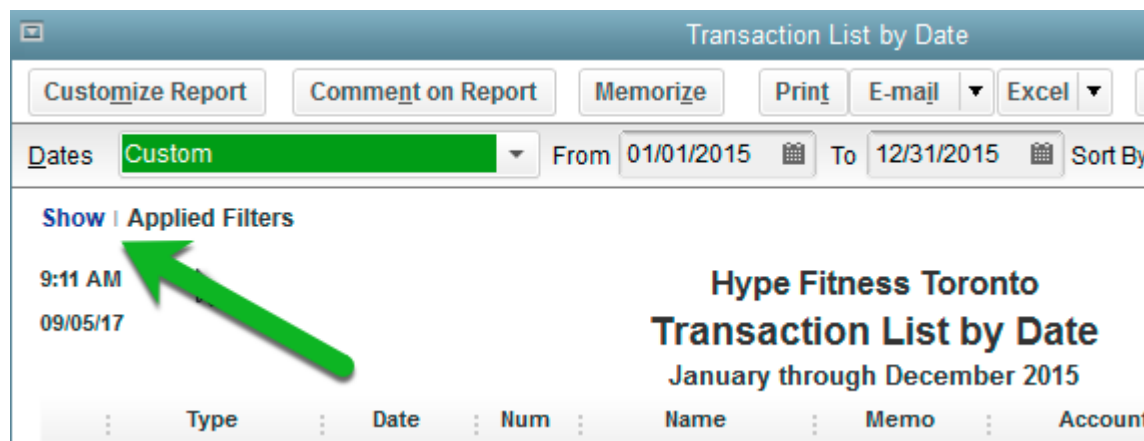 Transaction List by Date
Customize Report Comment on Report Memorize Print E-mail Excel
Dates Custom From 01/01/2015 To 12/31/2015 Sort By
Show | Applied Filters
9:11 AM
Hype Fitness Toronto
09/05/17
Transaction List by Date
January through December 2015
Type Date Num Name Memo Account